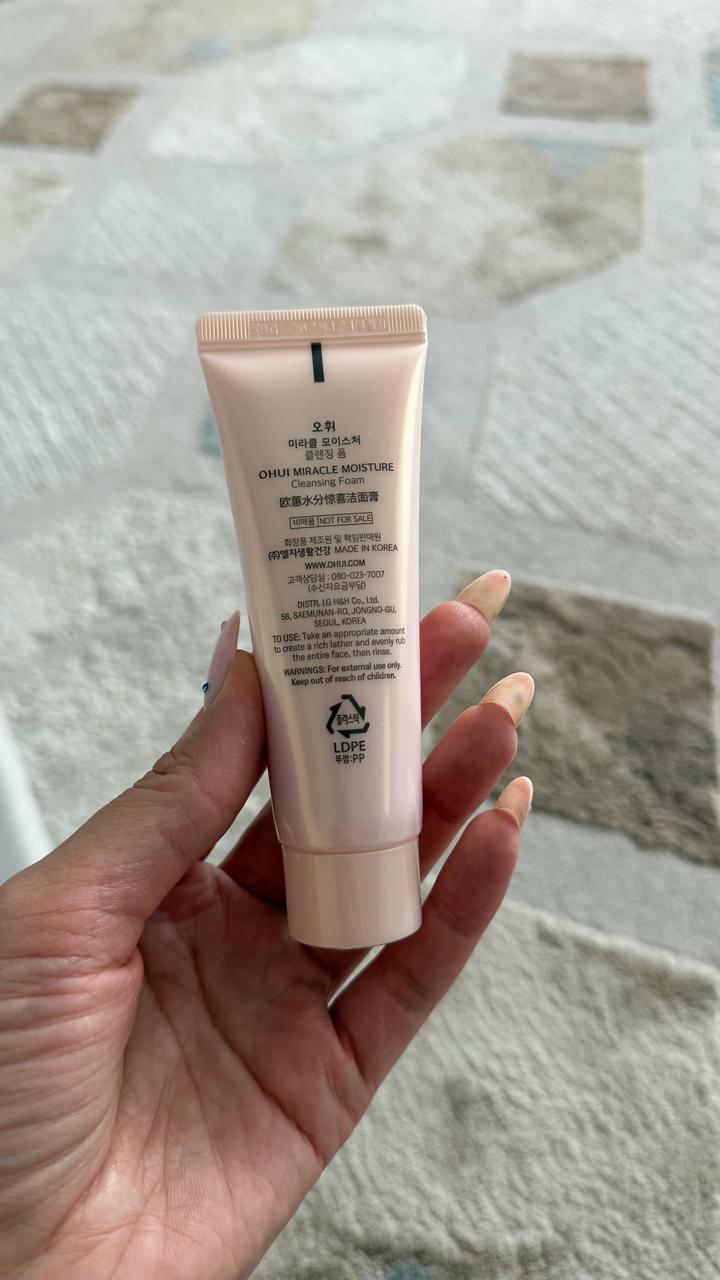 오휘
미라클 모이스처
클렌징 폼
OHUI MIRACLE MOISTURE
Cleansing Foam
欧蕙水分惊喜洁面膏
비매품 NOT FOR SALE
화장품 제조원 및 책임판매원
(주)엘지생활건강 MADE IN KOREA
WWW.OHUI.COM
고객상담실 : 080-023-7007
(수신자요금부담)
DISTR. LG H&H Co., Ltd.
58, SAEMUNAN-RO, JONGNO-GU,
SEOUL, KOREA
TO USE: Take an appropriate amount
to create a rich lather and evenly rub
the entire face, then rinse.
WARNINGS: For external use only.
Keep out of reach of children.
플라스틱
LDPE
뚜껑:PP